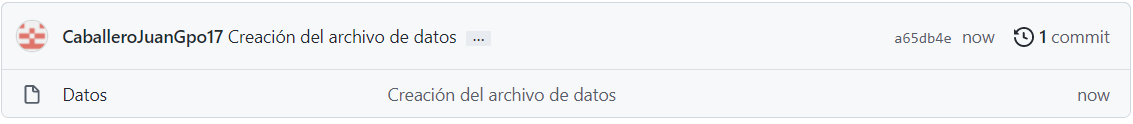 CaballeroJuanGpo17 Creación del archivo de datos ... a65db4e now 1 commit
Datos Creación del archivo de datos now